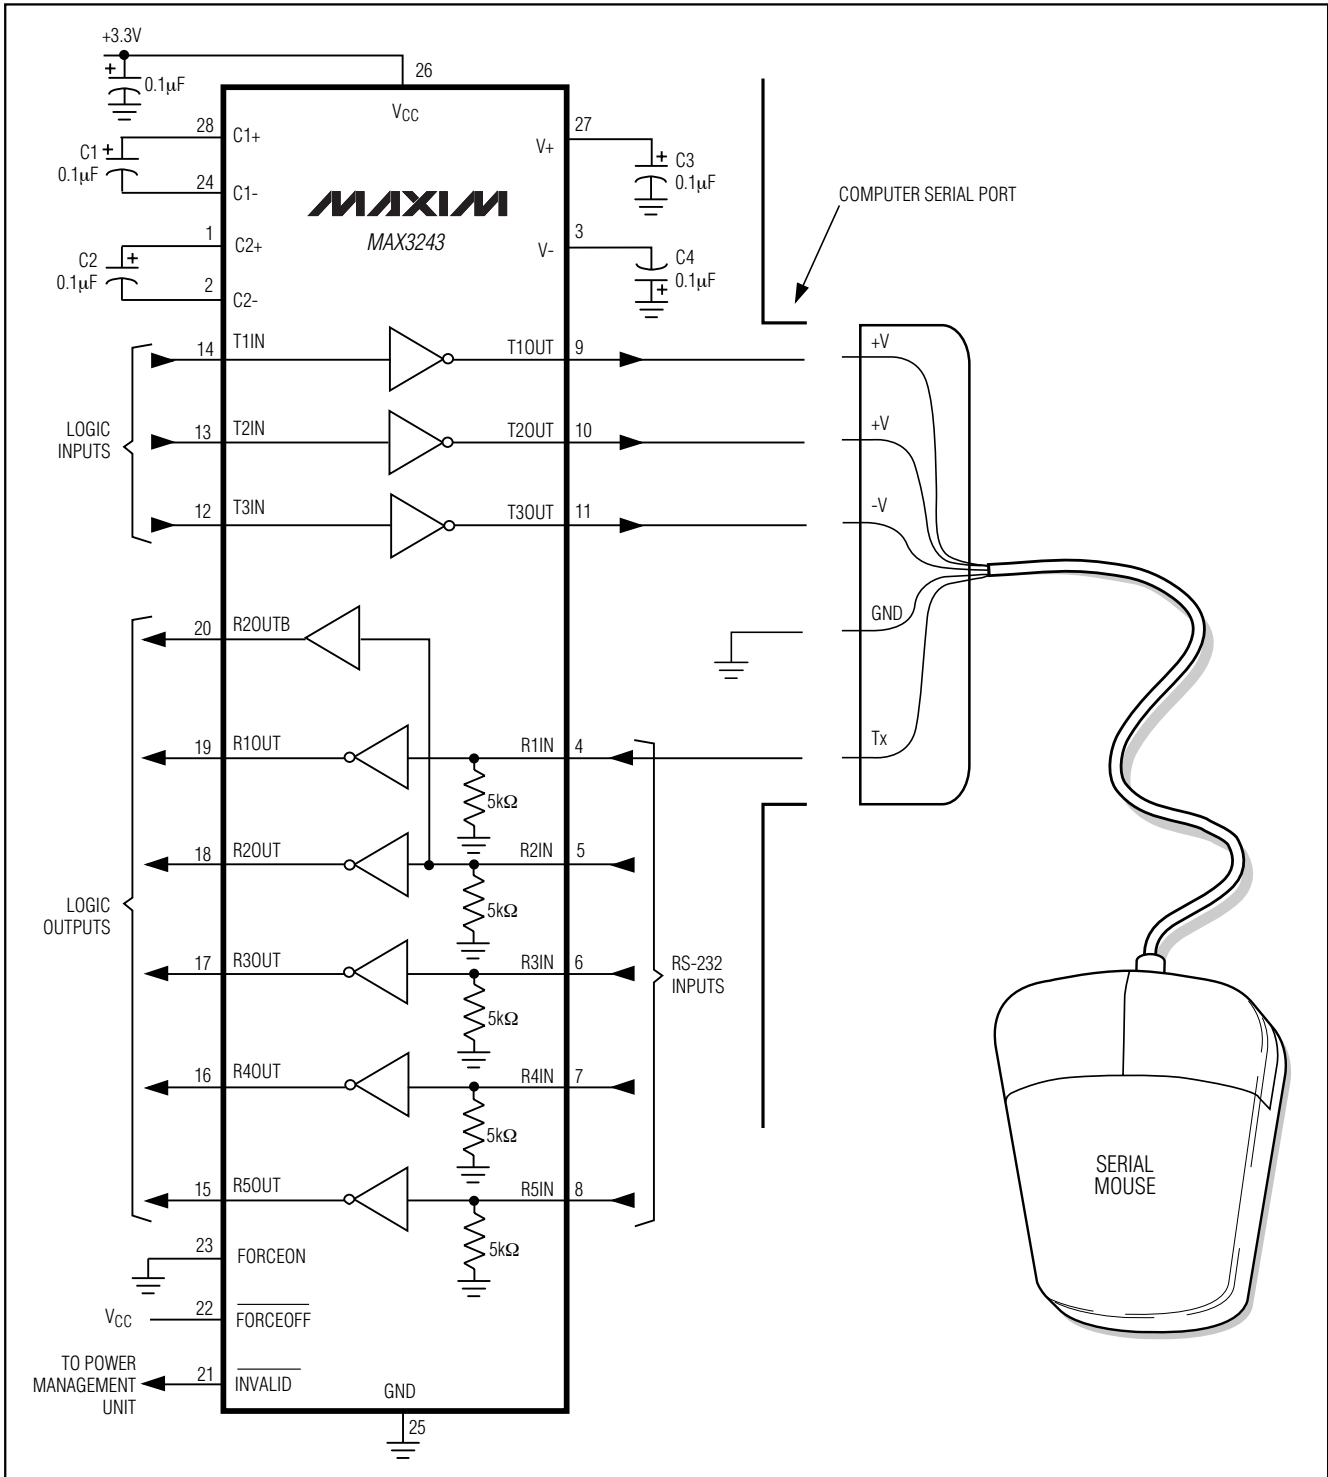 +3.3V
0.1µF
26
VCC
28
C1+
C1
0.1µF
24
C1-
1
C2+
C2
0.1µF
2
C2-
27
V+
C3
0.1µF
3
V-
C4
0.1µF
MAXIM
MAX3243
COMPUTER SERIAL PORT
LOGIC
INPUTS
14
T1IN
T1OUT
9
+V
13
T2IN
T2OUT
10
+V
12
T3IN
T3OUT
11
-V
20
R2OUTB
GND
LOGIC
OUTPUTS
19
R1OUT
R1IN
4
Tx
5kΩ
18
R2OUT
R2IN
5
5kΩ
17
R3OUT
R3IN
6
5kΩ
RS-232
INPUTS
16
R4OUT
R4IN
7
5kΩ
15
R5OUT
R5IN
8
5kΩ
23
FORCEON
VCC
22
FORCEOFF
TO POWER
MANAGEMENT
UNIT
21
INVALID
GND
25
SERIAL
MOUSE